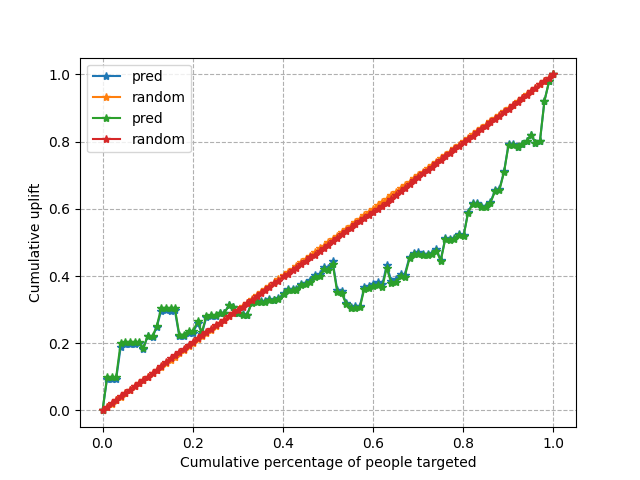 pred
random
pred
random
1.0
0.8
0.6
0.4
0.2
0.0
Cumulative uplift
0.0 0.2 0.4 0.6 0.8 1.0
Cumulative percentage of people targeted